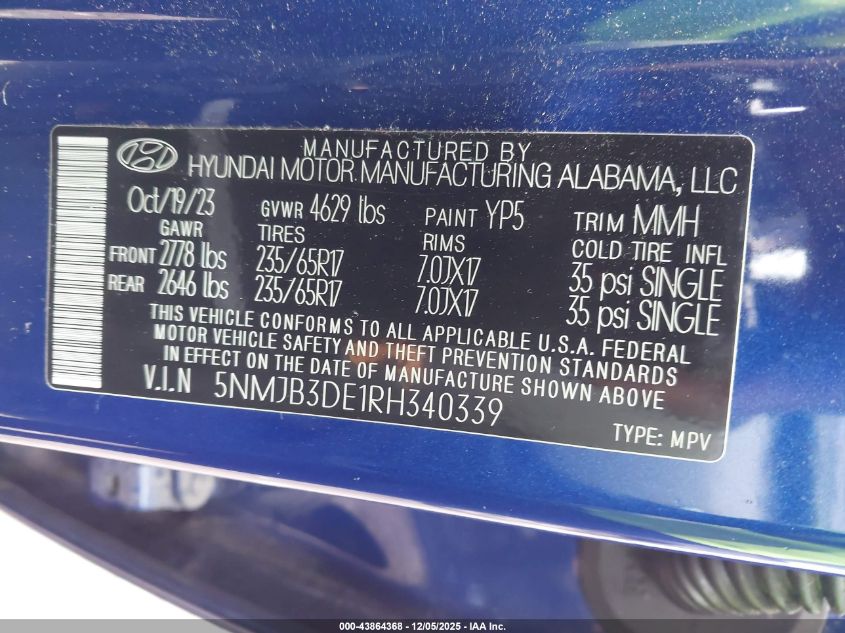 MANUFACTURED BY
HYUNDAI MOTOR MANUFACTURING ALABAMA, LLC
Oct/19/23 GVWR 4629 lbs PAINT YP5 TRIM MMH
GAWR TIRES RIMS COLD TIRE INFL
FRONT 2778 lbs 235/65R17 7.0JX17 35 psi SINGLE
REAR 2646 lbs 235/65R17 7.0JX17 35 psi SINGLE
THIS VEHICLE CONFORMS TO ALL APPLICABLE U.S.A. FEDERAL
MOTOR VEHICLE SAFETY AND THEFT PREVENTION STANDARDS
IN EFFECT ON THE DATE OF MANUFACTURE SHOWN ABOVE
V.I.N 5NMJB3DE1RH340339
TYPE: MPV
000-43864368 - 12/05/2025 - IAA Inc.